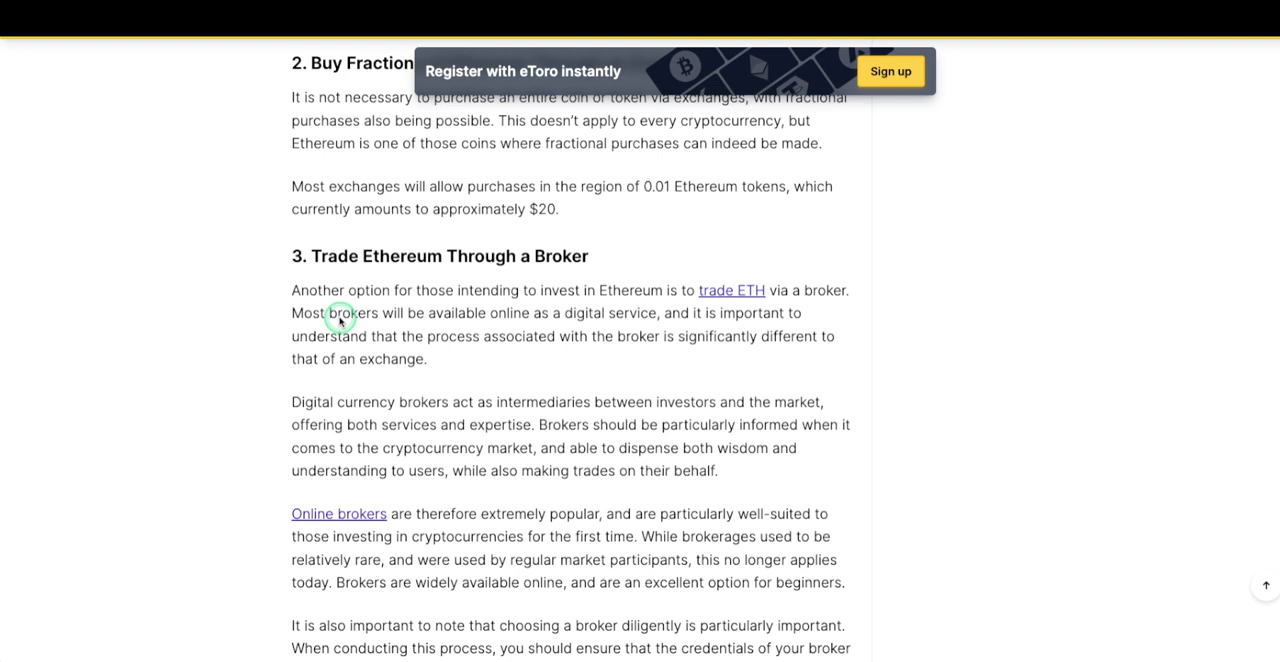 2. Buy Fraction
Register with eToro instantly
Sign up
It is not necessary to purchase an entire coin or token via exchanges, with fractional
purchases also being possible. This doesn’t apply to every cryptocurrency, but
Ethereum is one of those coins where fractional purchases can indeed be made.
Most exchanges will allow purchases in the region of 0.01 Ethereum tokens, which
currently amounts to approximately $20.
3. Trade Ethereum Through a Broker
Another option for those intending to invest in Ethereum is to trade ETH via a broker.
Most brokers will be available online as a digital service, and it is important to
understand that the process associated with the broker is significantly different to
that of an exchange.
Digital currency brokers act as intermediaries between investors and the market,
offering both services and expertise. Brokers should be particularly informed when it
comes to the cryptocurrency market, and able to dispense both wisdom and
understanding to users, while also making trades on their behalf.
Online brokers are therefore extremely popular, and are particularly well-suited to
those investing in cryptocurrencies for the first time. While brokerages used to be
relatively rare, and were used by regular market participants, this no longer applies
today. Brokers are widely available online, and are an excellent option for beginners.
It is also important to note that choosing a broker diligently is particularly important.
When conducting this process, you should ensure that the credentials of your broker